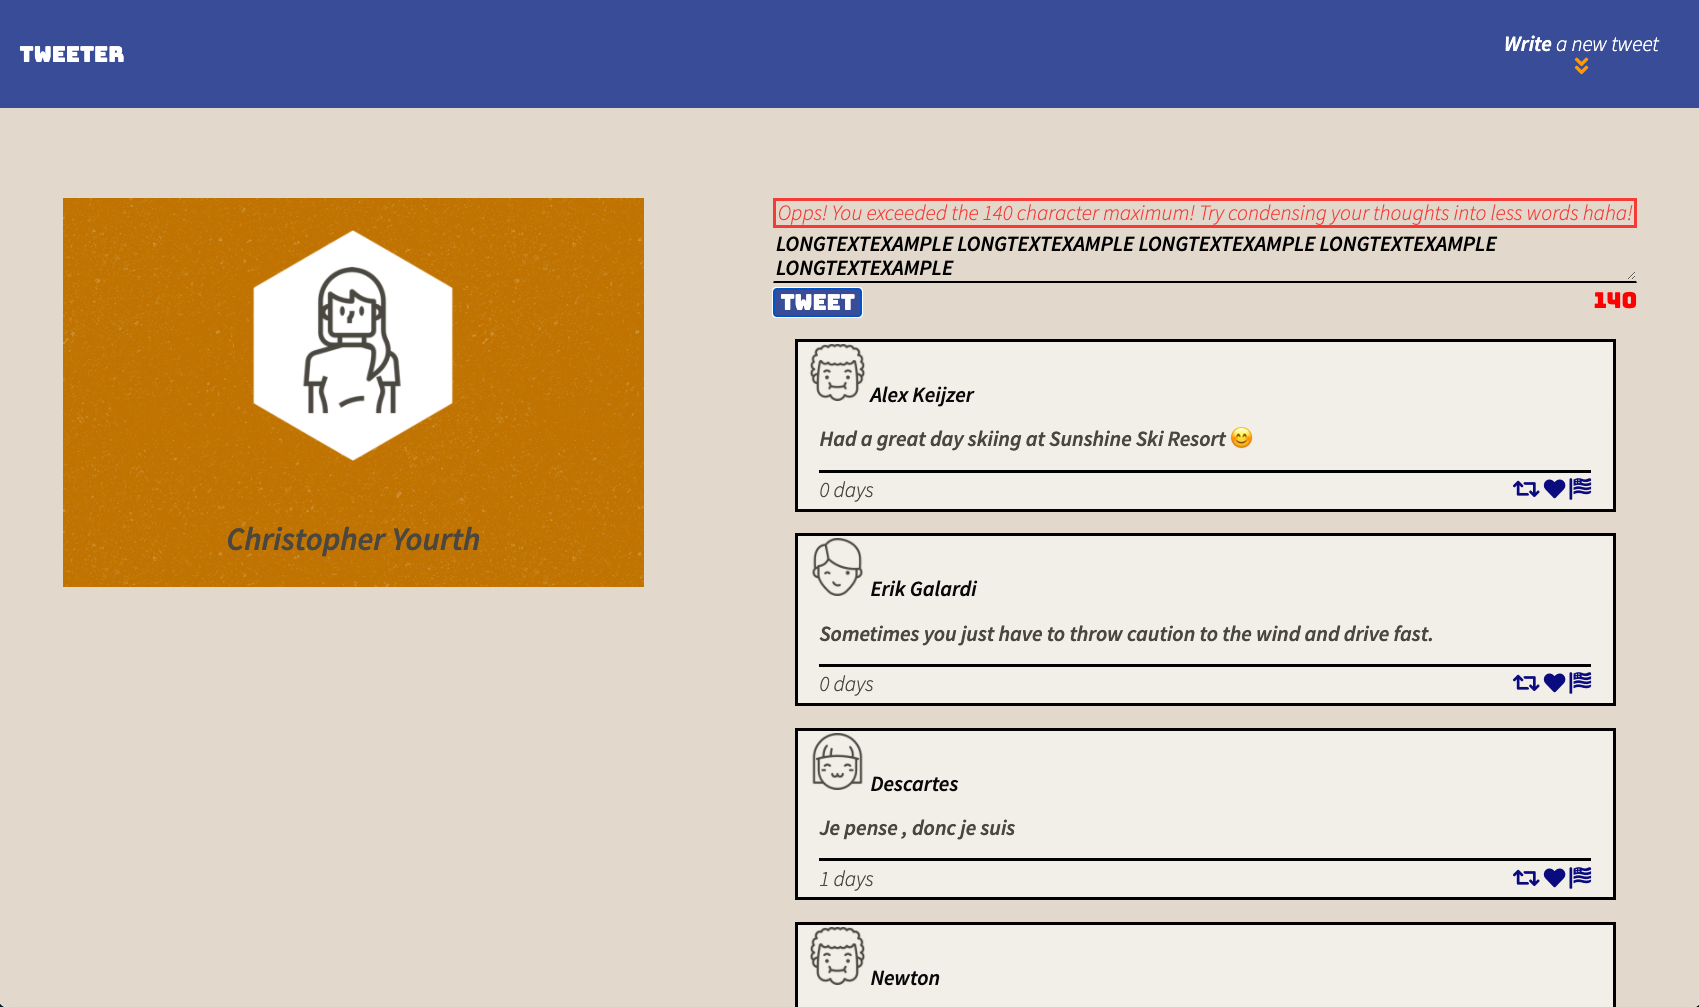 TWEETER
Write a new tweet
Christopher Yourth
Opps! You exceeded the 140 character maximum! Try condensing your thoughts into less words haha!
LONGTEXTEXAMPLE LONGTEXTEXAMPLE LONGTEXTEXAMPLE LONGTEXTEXAMPLE
LONGTEXTEXAMPLE
TWEET
140
Alex Keijzer
Had a great day skiing at Sunshine Ski Resort 😊
0 days
Erik Galardi
Sometimes you just have to throw caution to the wind and drive fast.
0 days
Descartes
Je pense , donc je suis
1 days
Newton